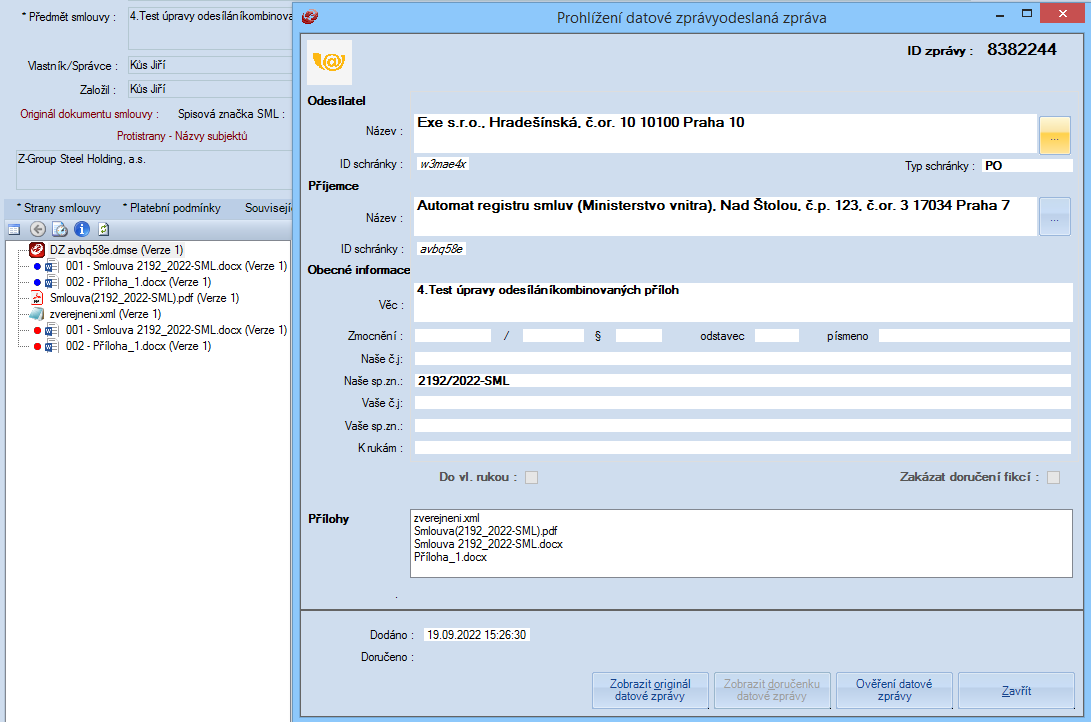 * Předmět smlouvy :
4.Test úpravy odesíláníkombinova
Vlastník/Správce :
Kůs Jiří
Založil :
Kůs Jiří
Originál dokumentu smlouvy :
Spisová značka SML :
Protistrany - Názvy subjektů
Z-Group Steel Holding, a.s.
* Strany smlouvy
* Platební podmínky
Souvisejíc
DZ avbq58e.dmse (Verze 1)
001 - Smlouva 2192_2022-SML.docx (Verze 1)
002 - Příloha_1.docx (Verze 1)
Smlouva(2192_2022-SML).pdf (Verze 1)
zverejneni.xml (Verze 1)
001 - Smlouva 2192_2022-SML.docx (Verze 1)
002 - Příloha_1.docx (Verze 1)
Prohlížení datové zprávyodeslaná zpráva
ID zprávy : 8382244
Odesílatel
Název :
Exe s.r.o., Hradešínská, č.or. 10 10100 Praha 10
...
ID schránky :
w3mae4x
Typ schránky :
PO
Příjemce
Název :
Automat registru smluv (Ministerstvo vnitra), Nad Štolou, č.p. 123, č.or. 3 17034 Praha 7
...
ID schránky :
avbq58e
Obecné informace
Věc :
4.Test úpravy odesíláníkombinovaných příloh
Zmocnění :
/
§
odstavec
písmeno
Naše č.j:
Naše sp.zn.:
2192/2022-SML
Vaše č.j:
Vaše sp.zn.:
K rukám :
Do vl. rukou :
Zakázat doručení fikcí :
Přílohy
zverejneni.xml
Smlouva(2192_2022-SML).pdf
Smlouva 2192_2022-SML.docx
Příloha_1.docx
.
Dodáno :
19.09.2022 15:26:30
Doručeno :
Zobrazit originál
datové zprávy
Zobrazit doručenku
datové zprávy
Ověření datové
zprávy
Zavřít